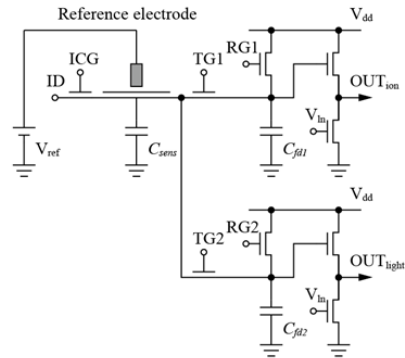 Reference electrode
V_dd
ICG
TG1
RG1
ID
OUT_ion
V_ln
V_ref
C_sens
C_fd1
V_dd
TG2
RG2
OUT_light
V_ln
C_fd2